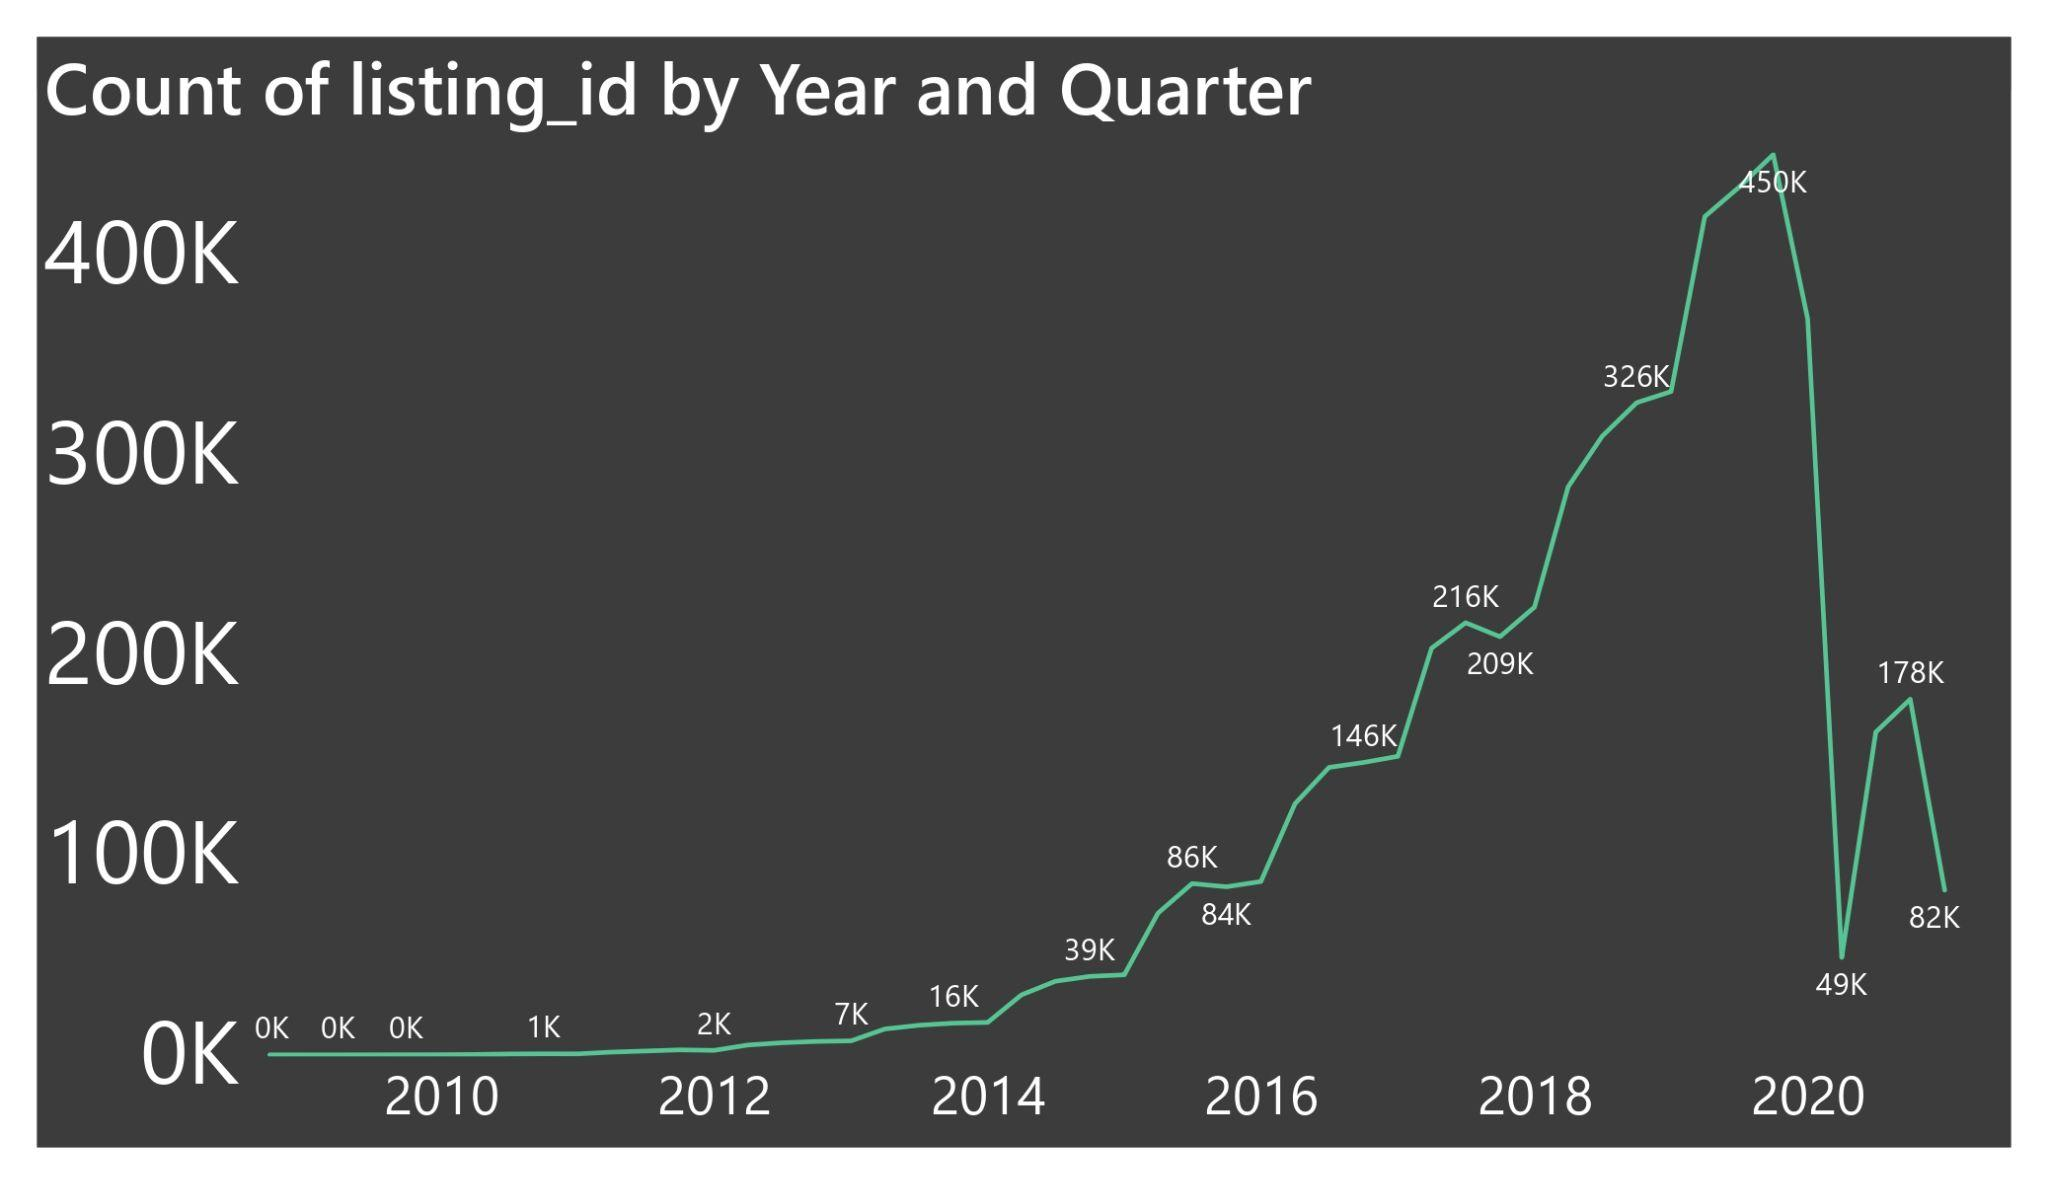 Count of listing_id by Year and Quarter
450K
400K
326K
300K
216K
209K
200K
178K
146K
100K
86K
84K
82K
39K
49K
16K
7K
2K
1K
0K 0K 0K 0K
2010 2012 2014 2016 2018 2020